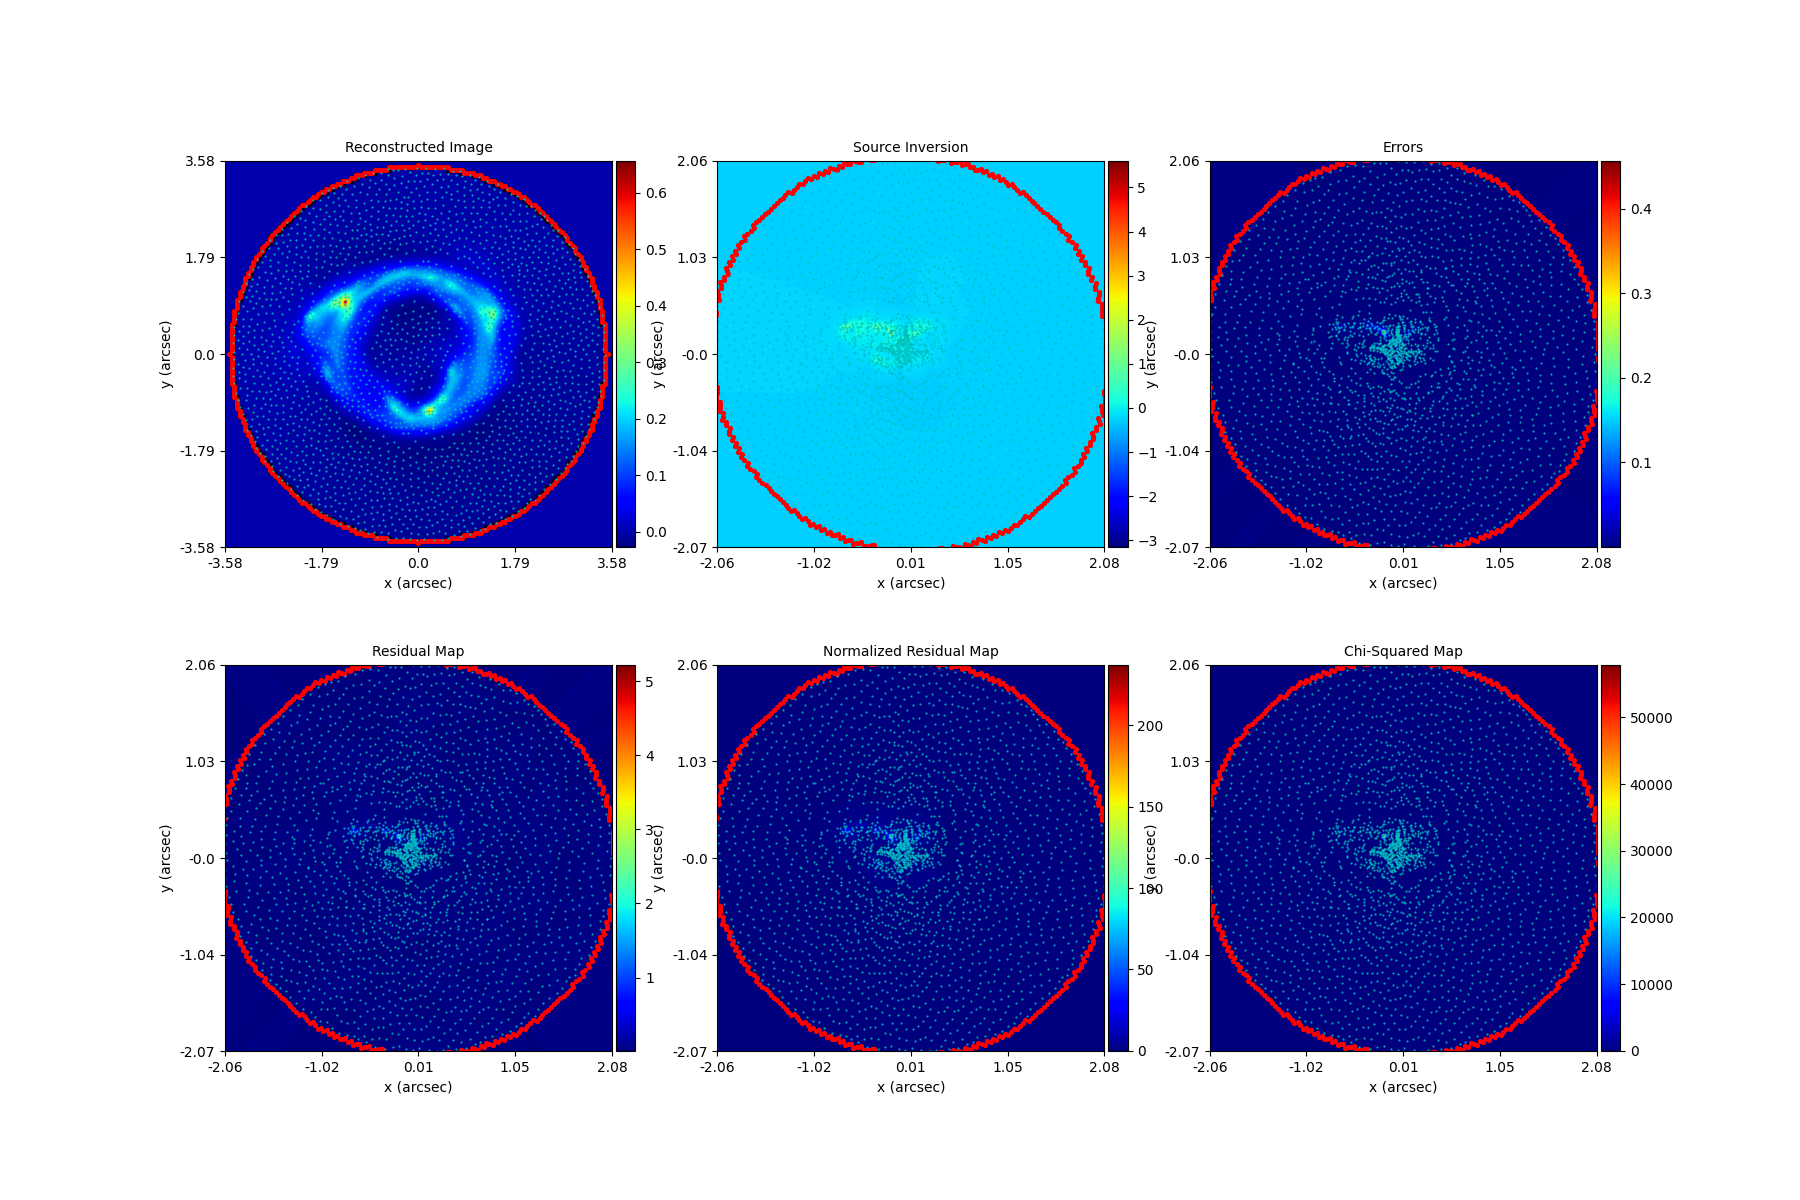 Reconstructed Image
3.58
1.79
0.0
-1.79
-3.58
y (arcsec)
-3.58 -1.79 0.0 1.79 3.58
x (arcsec)
0.6
0.5
0.4
0.3
0.2
0.1
0.0
Source Inversion
2.06
1.03
-0.0
-1.04
-2.07
y (arcsec)
-2.06 -1.02 0.01 1.05 2.08
x (arcsec)
5
4
3
2
1
0
−1
−2
−3
Errors
2.06
1.03
-0.0
-1.04
-2.07
y (arcsec)
-2.06 -1.02 0.01 1.05 2.08
x (arcsec)
0.4
0.3
0.2
0.1
Residual Map
2.06
1.03
-0.0
-1.04
-2.07
y (arcsec)
-2.06 -1.02 0.01 1.05 2.08
x (arcsec)
5
4
3
2
1
Normalized Residual Map
2.06
1.03
-0.0
-1.04
-2.07
y (arcsec)
-2.06 -1.02 0.01 1.05 2.08
x (arcsec)
200
150
100
50
0
Chi-Squared Map
2.06
1.03
-0.0
-1.04
-2.07
y (arcsec)
-2.06 -1.02 0.01 1.05 2.08
x (arcsec)
50000
40000
30000
20000
10000
0